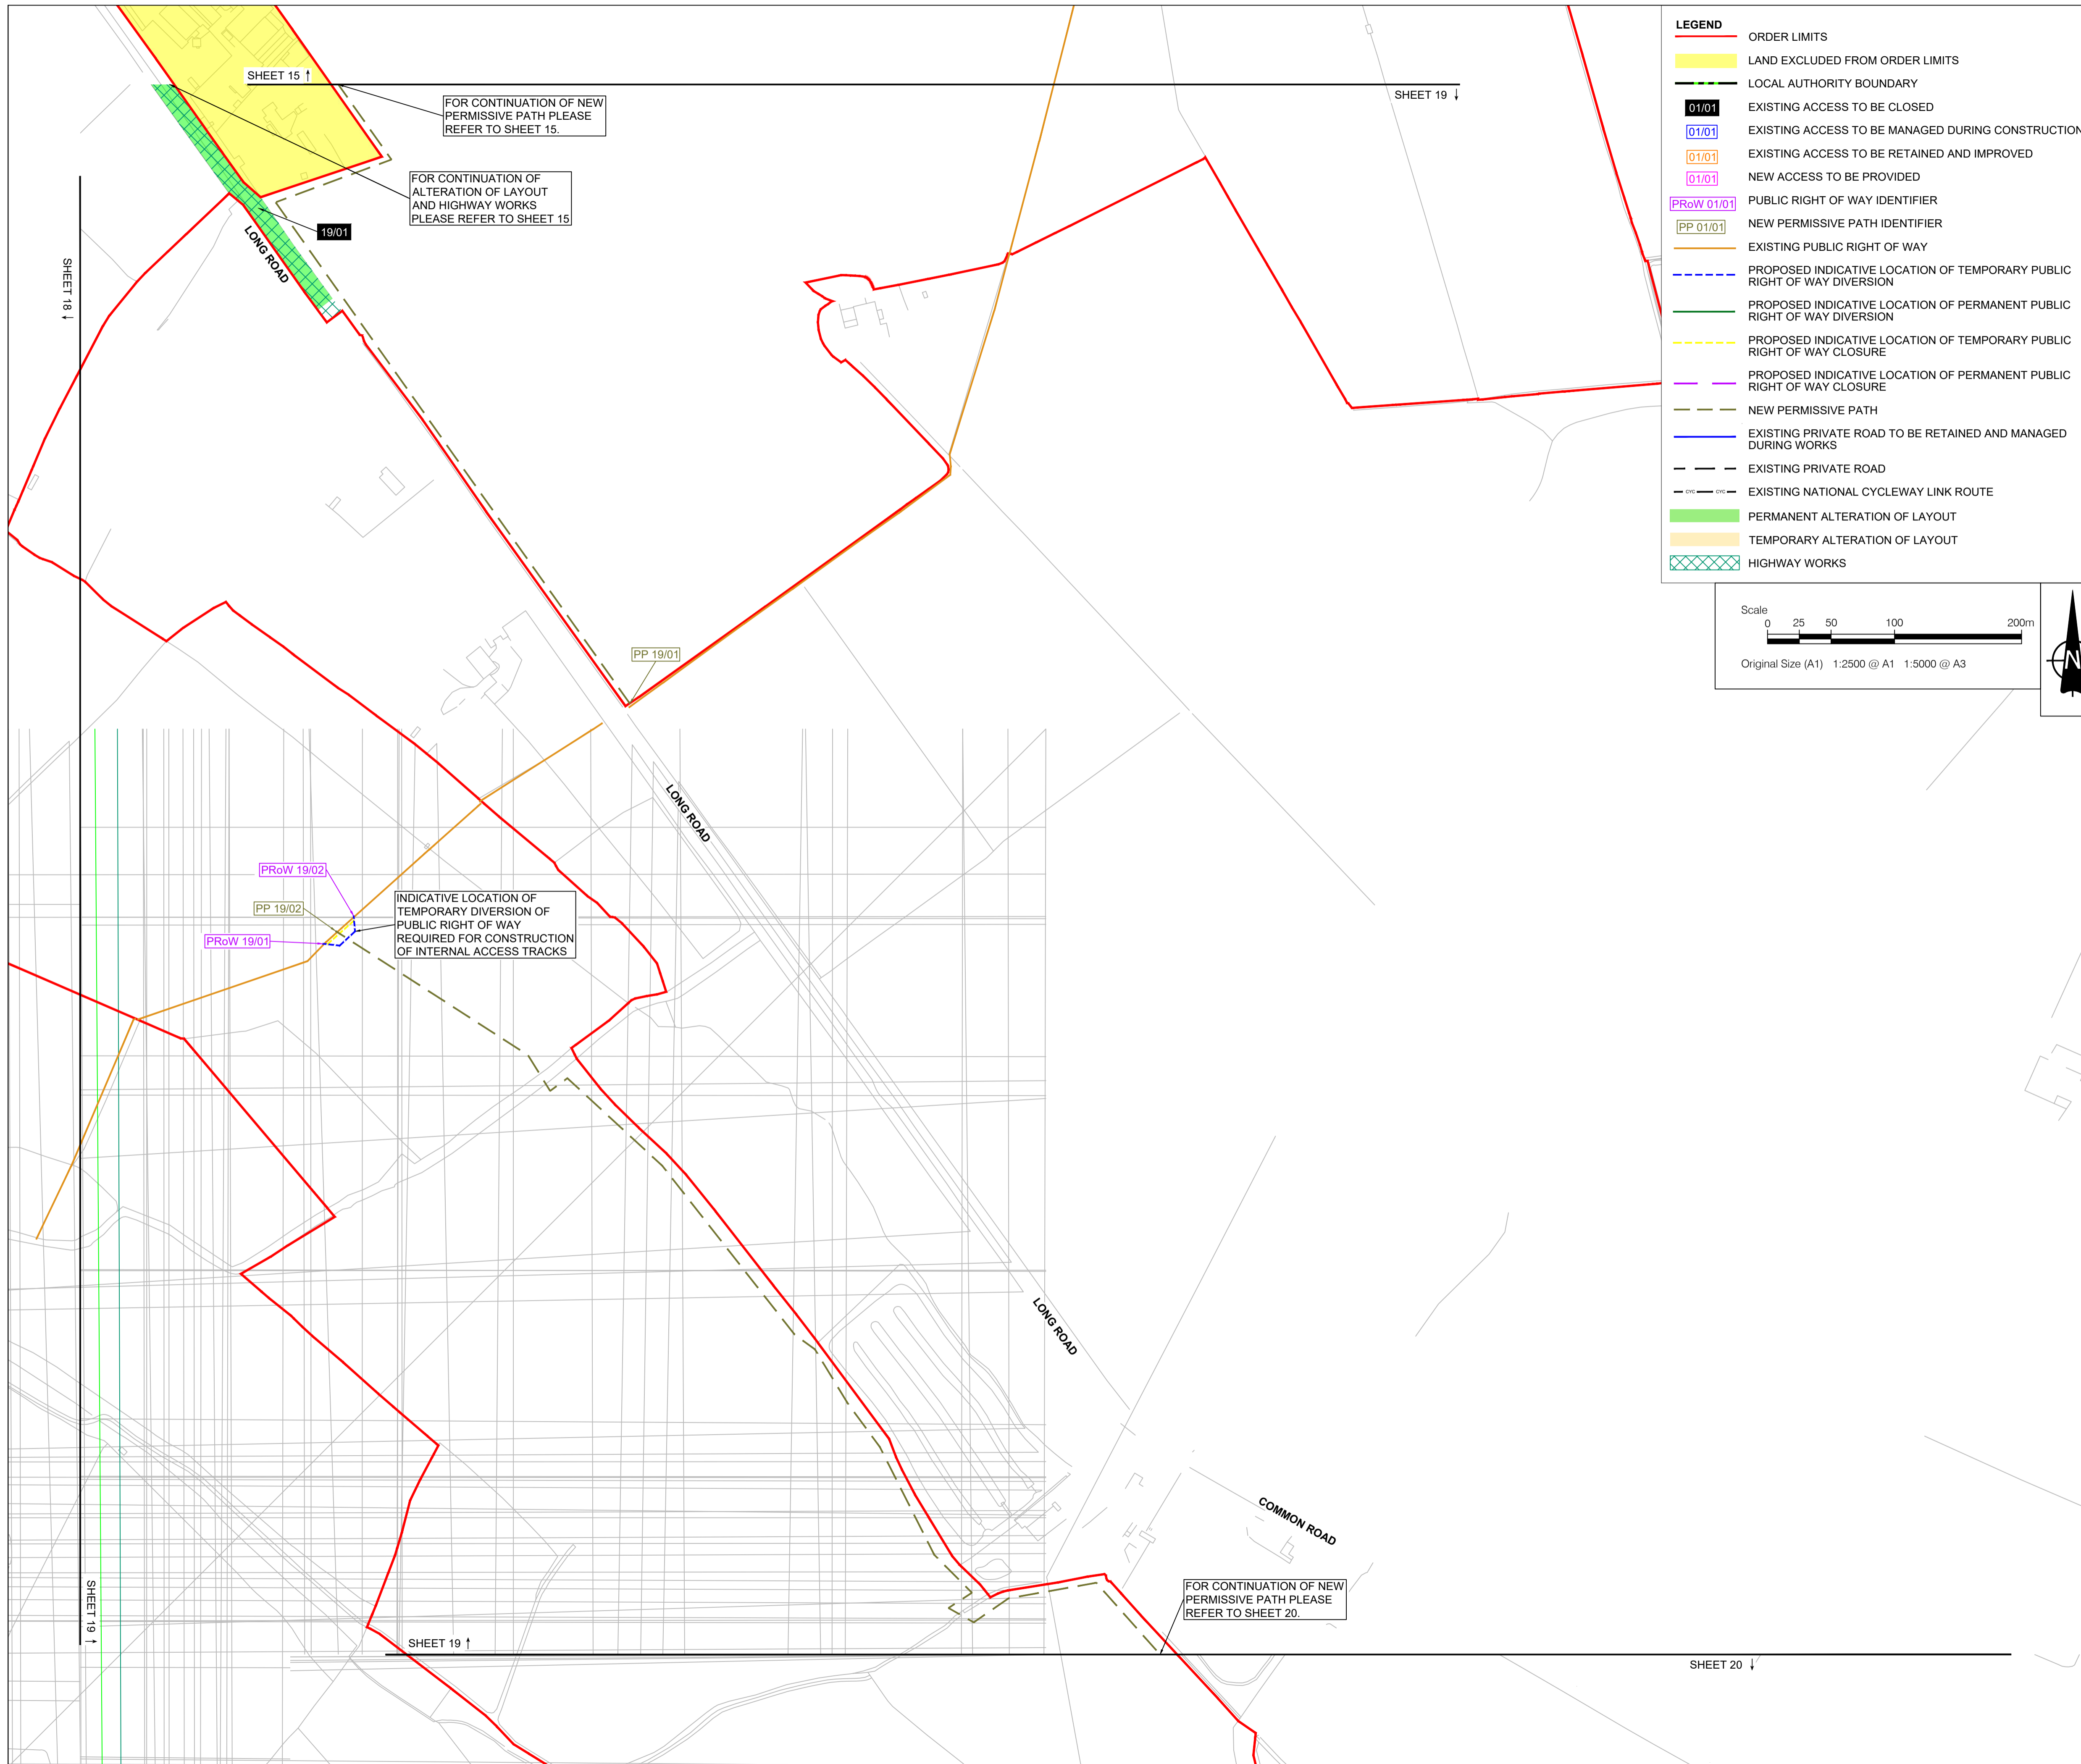 SHEET 15
SHEET 19
FOR CONTINUATION OF NEW
PERMISSIVE PATH PLEASE
REFER TO SHEET 15.
FOR CONTINUATION OF
ALTERATION OF LAYOUT
AND HIGHWAY WORKS
PLEASE REFER TO SHEET 15
19/01
LONG ROAD
SHEET 18
PP 19/01
LONG ROAD
PRoW 19/02
PP 19/02
PRoW 19/01
INDICATIVE LOCATION OF
TEMPORARY DIVERSION OF
PUBLIC RIGHT OF WAY
REQUIRED FOR CONSTRUCTION
OF INTERNAL ACCESS TRACKS
LONG ROAD
COMMON ROAD
FOR CONTINUATION OF NEW
PERMISSIVE PATH PLEASE
REFER TO SHEET 20.
SHEET 19
SHEET 19
SHEET 20
LEGEND
ORDER LIMITS
LAND EXCLUDED FROM ORDER LIMITS
LOCAL AUTHORITY BOUNDARY
01/01 EXISTING ACCESS TO BE CLOSED
01/01 EXISTING ACCESS TO BE MANAGED DURING CONSTRUCTION
01/01 EXISTING ACCESS TO BE RETAINED AND IMPROVED
01/01 NEW ACCESS TO BE PROVIDED
PRoW 01/01 PUBLIC RIGHT OF WAY IDENTIFIER
PP 01/01 NEW PERMISSIVE PATH IDENTIFIER
EXISTING PUBLIC RIGHT OF WAY
PROPOSED INDICATIVE LOCATION OF TEMPORARY PUBLIC
RIGHT OF WAY DIVERSION
PROPOSED INDICATIVE LOCATION OF PERMANENT PUBLIC
RIGHT OF WAY DIVERSION
PROPOSED INDICATIVE LOCATION OF TEMPORARY PUBLIC
RIGHT OF WAY CLOSURE
PROPOSED INDICATIVE LOCATION OF PERMANENT PUBLIC
RIGHT OF WAY CLOSURE
NEW PERMISSIVE PATH
EXISTING PRIVATE ROAD TO BE RETAINED AND MANAGED
DURING WORKS
EXISTING PRIVATE ROAD
CYC CYC EXISTING NATIONAL CYCLEWAY LINK ROUTE
PERMANENT ALTERATION OF LAYOUT
TEMPORARY ALTERATION OF LAYOUT
HIGHWAY WORKS
Scale
0 25 50 100 200m
Original Size (A1) 1:2500 @ A1 1:5000 @ A3
N